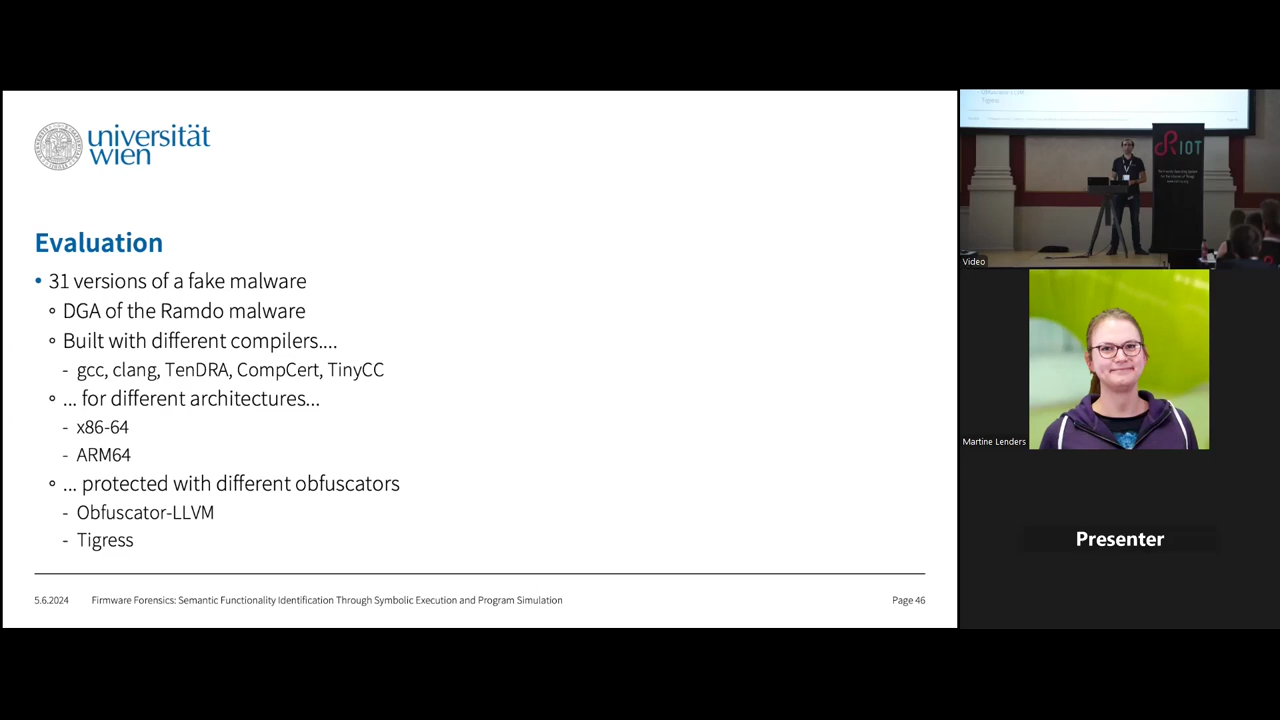 universität
wien
Evaluation
• 31 versions of a fake malware
◦ DGA of the Ramdo malware
◦ Built with different compilers....
- gcc, clang, TenDRA, CompCert, TinyCC
◦ ... for different architectures...
- x86-64
- ARM64
◦ ... protected with different obfuscators
- Obfuscator-LLVM
- Tigress
5.6.2024 Firmware Forensics: Semantic Functionality Identification Through Symbolic Execution and Program Simulation Page 46
Tigress
RIOT
Video
Martine Lenders
Presenter